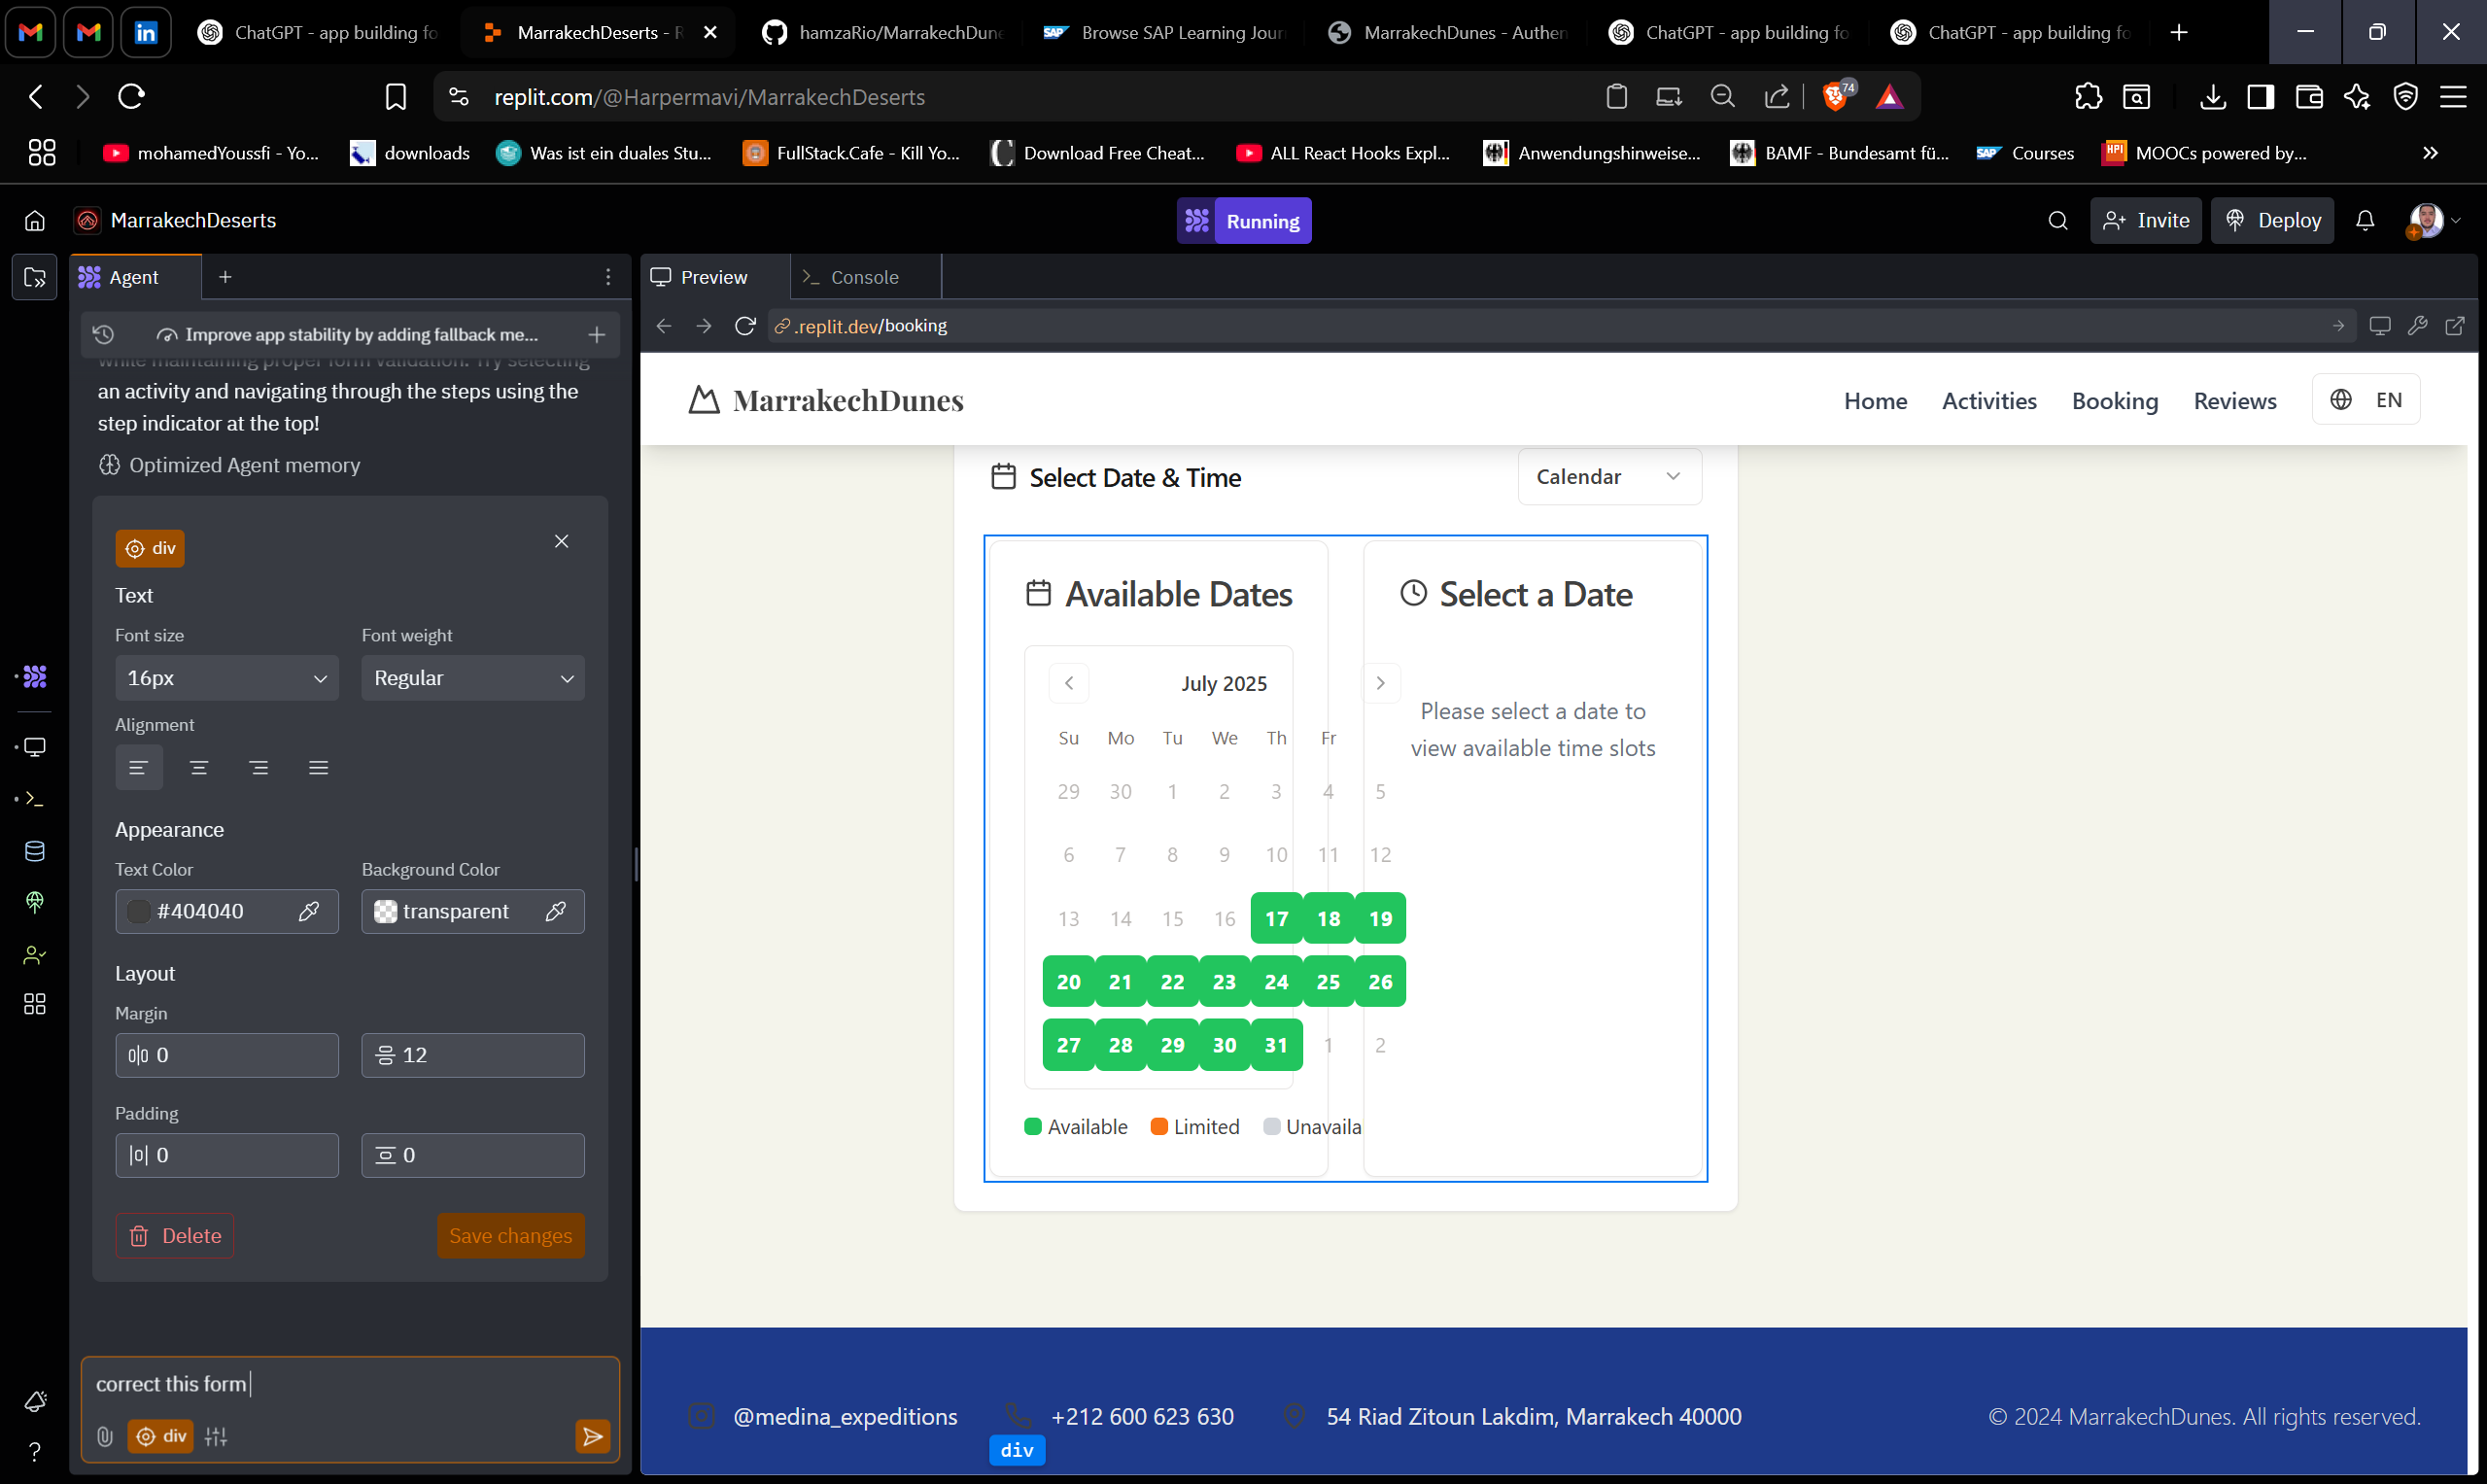 ChatGPT - app building fo
MarrakechDeserts - R
hamzaRio/MarrakechDune
Browse SAP Learning Jour
MarrakechDunes - Authen
ChatGPT - app building fo
ChatGPT - app building fo
replit.com/@Harpermavi/MarrakechDeserts
74
mohamedYoussfi - Yo...
downloads
Was ist ein duales Stu...
FullStack.Cafe - Kill Yo...
Download Free Cheat...
ALL React Hooks Expl...
Anwendungshinweise...
BAMF - Bundesamt fü...
Courses
MOOCs powered by...
MarrakechDeserts
Running
Invite
Deploy
Agent
Preview
Console
Improve app stability by adding fallback me...
.replit.dev/booking
while maintaining proper form validation. Try selecting
an activity and navigating through the steps using the
step indicator at the top!
Optimized Agent memory
div
Text
Font size
Font weight
16px
Regular
Alignment
Appearance
Text Color
Background Color
#404040
transparent
Layout
Margin
0
12
Padding
0
0
Delete
Save changes
correct this form
div
MarrakechDunes
Home
Activities
Booking
Reviews
EN
Select Date & Time
Calendar
Available Dates
Select a Date
July 2025
Su Mo Tu We Th Fr
29 30 1 2 3 4 5
6 7 8 9 10 11 12
13 14 15 16 17 18 19
20 21 22 23 24 25 26
27 28 29 30 31 1 2
Available
Limited
Unavaila
Please select a date to
view available time slots
@medina_expeditions
+212 600 623 630
54 Riad Zitoun Lakdim, Marrakech 40000
© 2024 MarrakechDunes. All rights reserved.
div